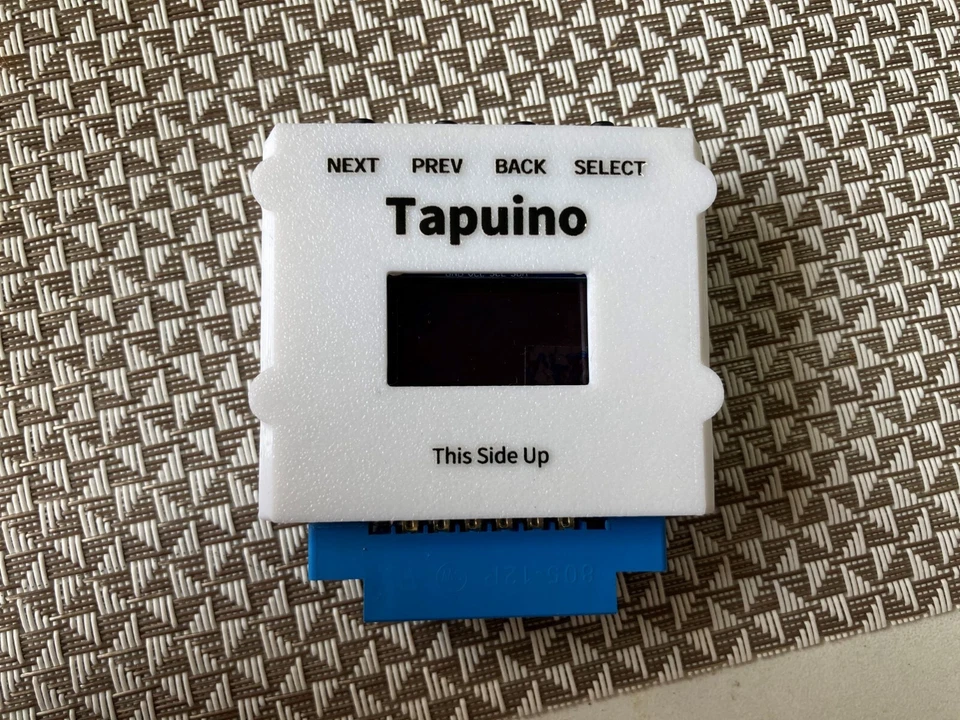 NEXT PREV BACK SELECT
Tapuino
This Side Up